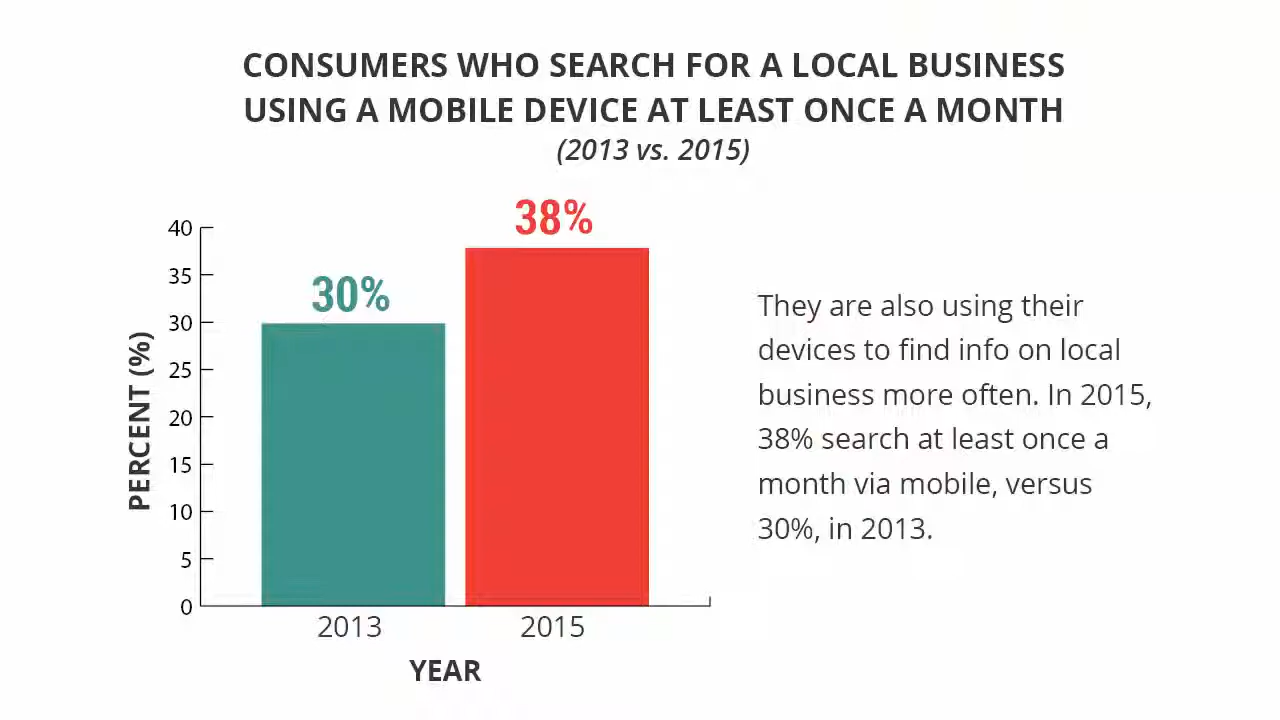 CONSUMERS WHO SEARCH FOR A LOCAL BUSINESS
USING A MOBILE DEVICE AT LEAST ONCE A MONTH
(2013 vs. 2015)
PERCENT (%)
40
35
30
25
20
15
10
5
0
30%
38%
2013
2015
YEAR
They are also using their
devices to find info on local
business more often. In 2015,
38% search at least once a
month via mobile, versus
30%, in 2013.